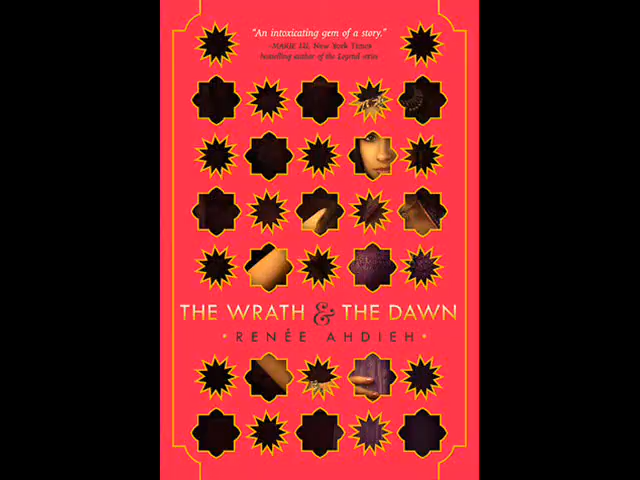 "An intoxicating gem of a story."
—MARIE LU, New York Times
bestselling author of the Legend series
THE WRATH & THE DAWN
• RENÉE AHDIEH •